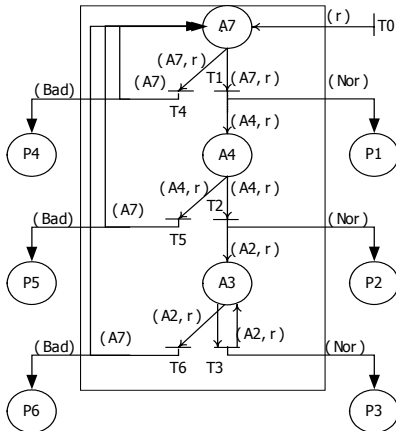 A7
(r)
T0
(Bad)
(A7)
(A7,r)
T1
(A7,r)
(Nor)
T4
(A4,r)
P4
A4
P1
(Bad)
(A7)
(A4,r)
(A4,r)
T2
(Nor)
T5
(A2,r)
P5
A3
P2
(Bad)
(A7)
(A2,r)
(A2,r)
(Nor)
T6
T3
P6
P3